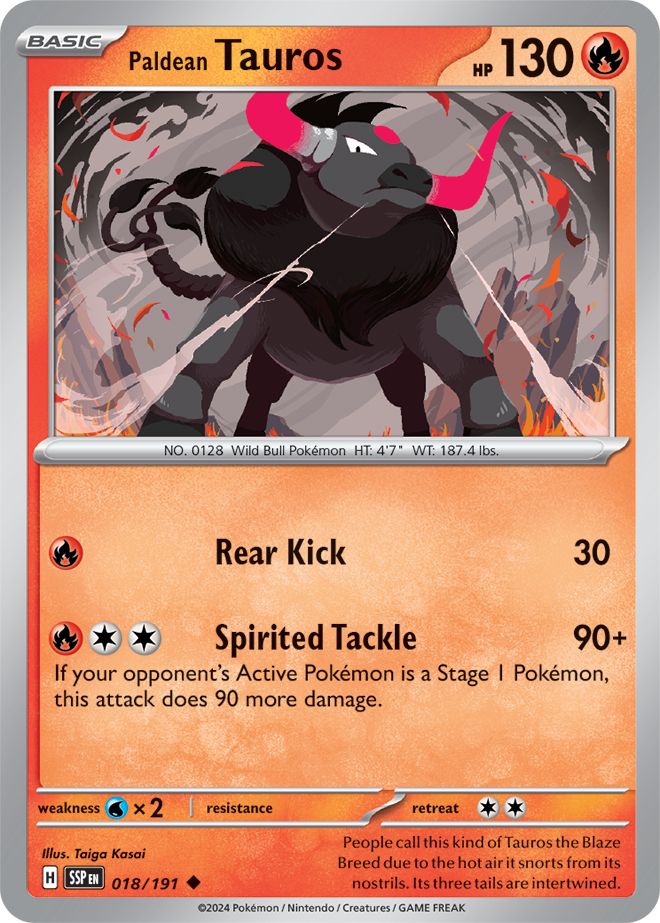 BASIC
Paldean Tauros HP 130
NO. 0128 Wild Bull Pokémon HT: 4'7" WT: 187.4 lbs.
Rear Kick 30
Spirited Tackle 90+
If your opponent's Active Pokémon is a Stage 1 Pokémon,
this attack does 90 more damage.
weakness ×2 resistance retreat
Illus. Taiga Kasai
H SSP EN 018/191
People call this kind of Tauros the Blaze
Breed due to the hot air it snorts from its
nostrils. Its three tails are intertwined.
©2024 Pokémon / Nintendo / Creatures / GAME FREAK